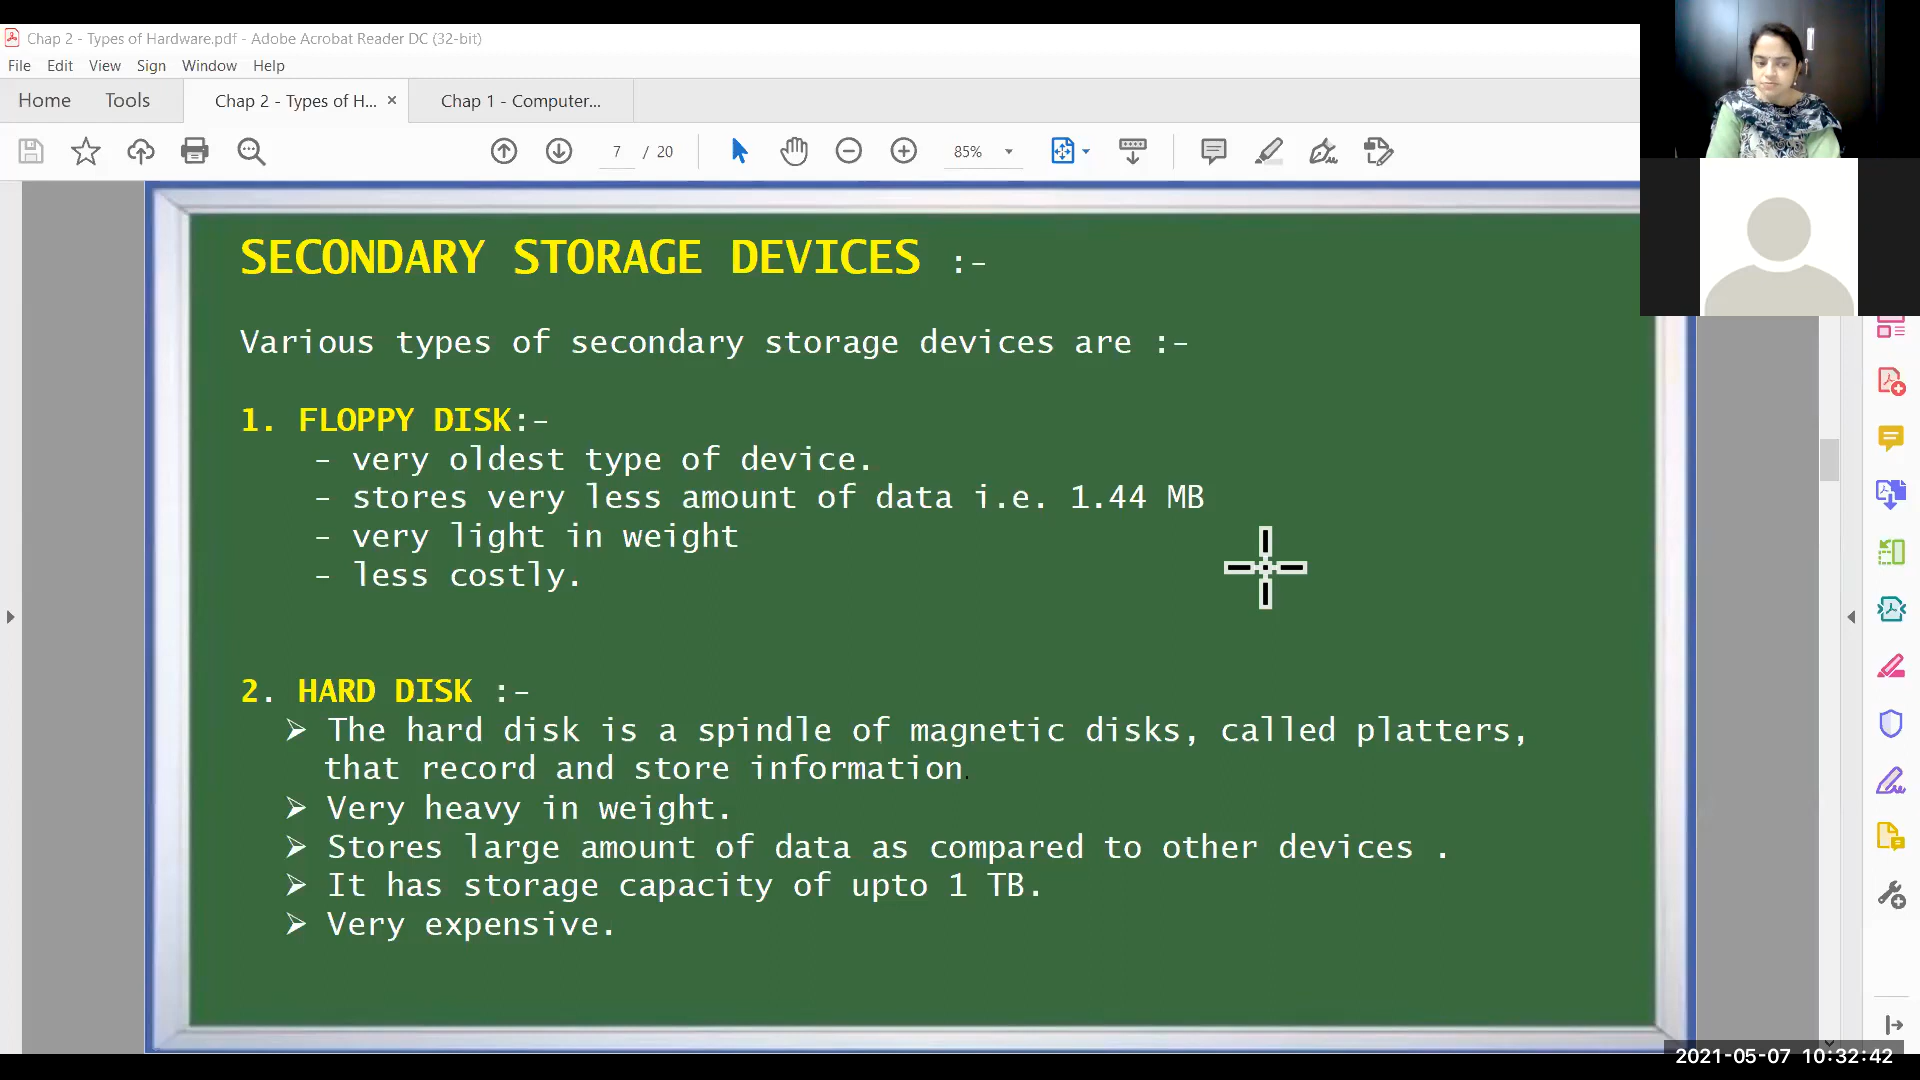 Chap 2 - Types of Hardware.pdf - Adobe Acrobat Reader DC (32-bit)
File Edit View Sign Window Help
Home Tools Chap 2 - Types of H... × Chap 1 - Computer...
7 / 20 85%
SECONDARY STORAGE DEVICES :-
Various types of secondary storage devices are :-
1. FLOPPY DISK:-
- very oldest type of device.
- stores very less amount of data i.e. 1.44 MB
- very light in weight
- less costly.
2. HARD DISK :-
➢ The hard disk is a spindle of magnetic disks, called platters,
that record and store information.
➢ Very heavy in weight.
➢ Stores large amount of data as compared to other devices .
➢ It has storage capacity of upto 1 TB.
➢ Very expensive.
2021-05-07 10:32:42